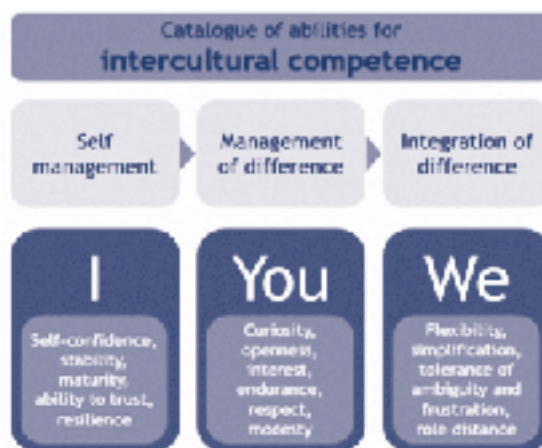 Catalogue of abilities for
intercultural competence
Self
management
Management
of difference
Integration of
difference
I
Self-confidence,
stability,
maturity,
ability to trust,
resilience
You
Curiosity,
openness,
interest,
endurance,
respect,
modesty
We
Flexibility,
simplification,
tolerance of
ambiguity and
frustration,
role distance